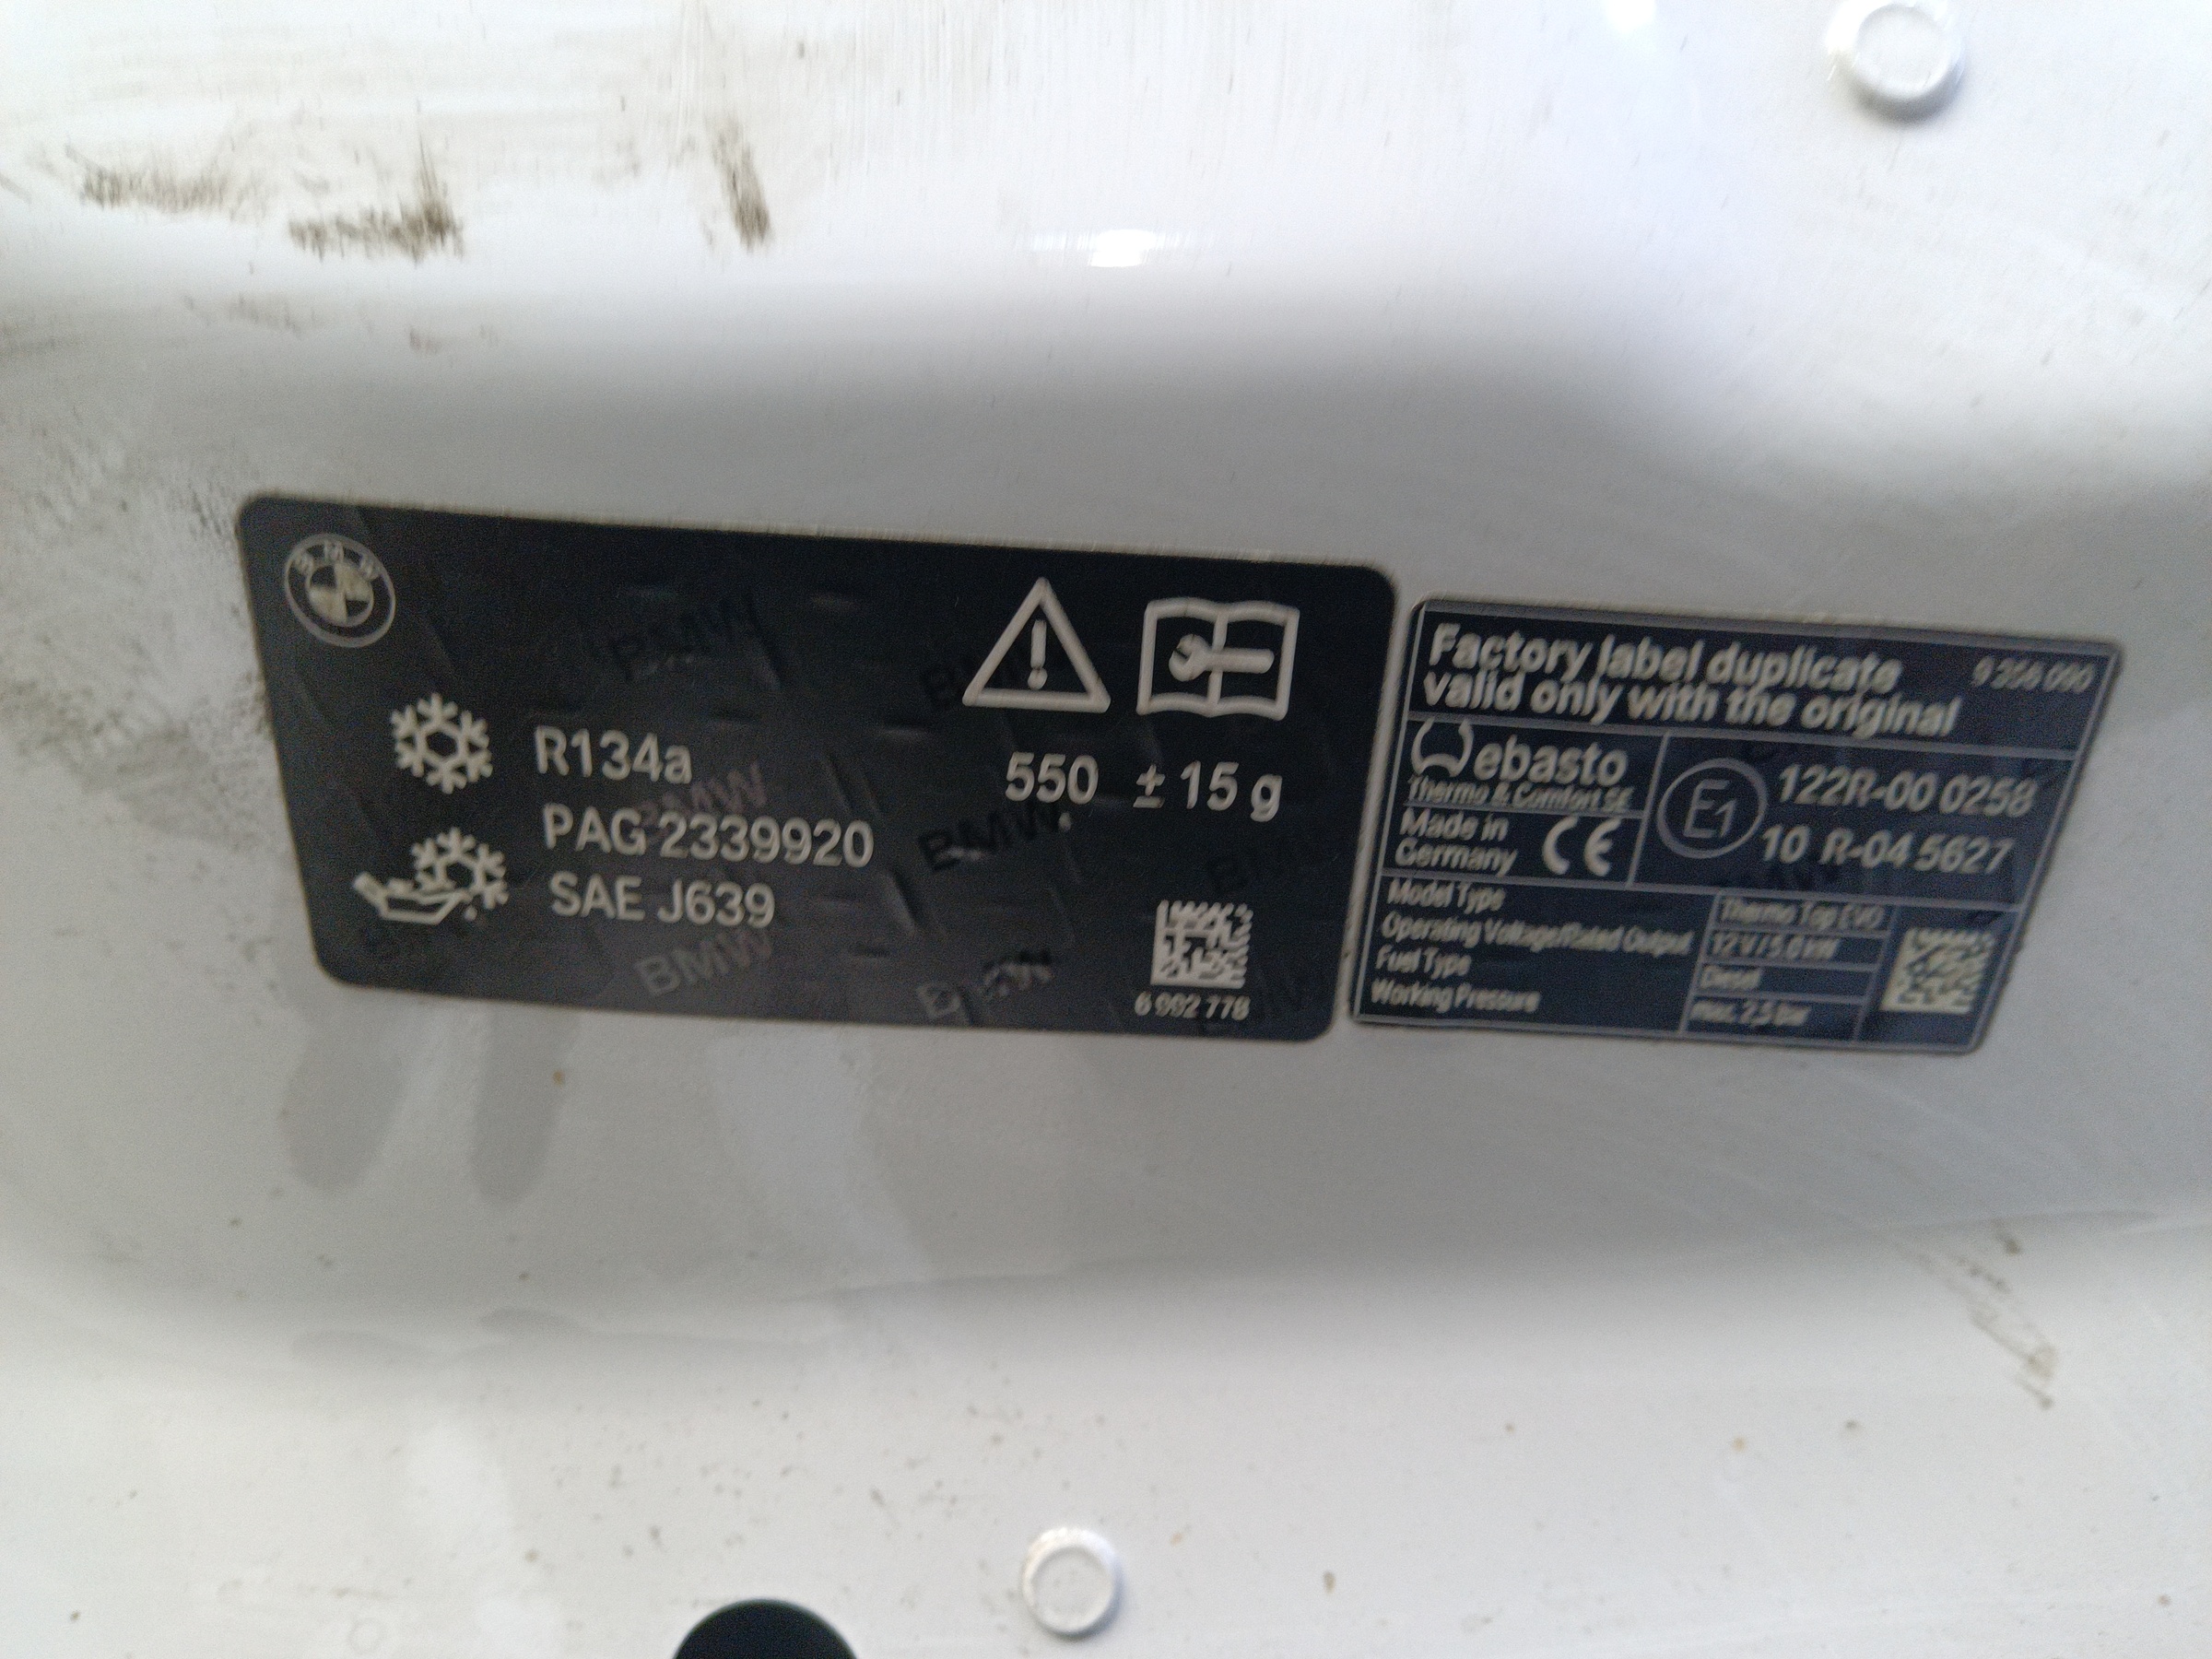 BMW
R134a
550 ± 15 g
PAG 2339920
SAE J639
6 992 778
Factory label duplicate
valid only with the original
Webasto
Thermo & Comfort SE
Made in
Germany
CE
E1
122R-00 0258
10 R-04 5627
Model Type
Thermo Top EVO
Operating Voltage/Rated Output
12 V / 5.0 kW
Fuel Type
Diesel
Working Pressure
max. 2,5 Bar